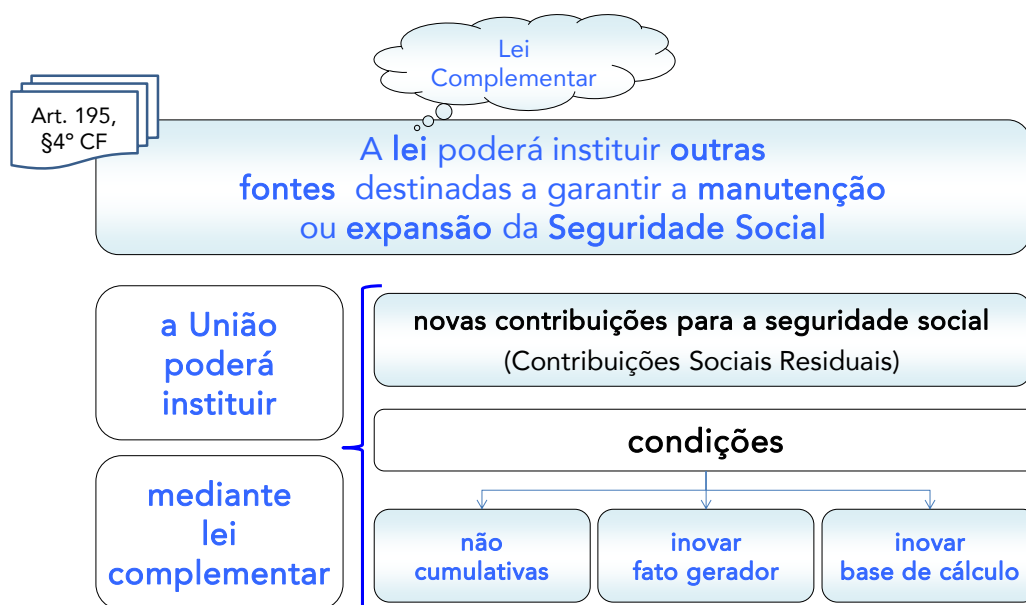 Lei
Complementar
Art. 195,
§4º CF
A lei poderá instituir outras
fontes destinadas a garantir a manutenção
ou expansão da Seguridade Social
a União
poderá
instituir
mediante
lei
complementar
novas contribuições para a seguridade social
(Contribuições Sociais Residuais)
condições
não
cumulativas
inovar
fato gerador
inovar
base de cálculo